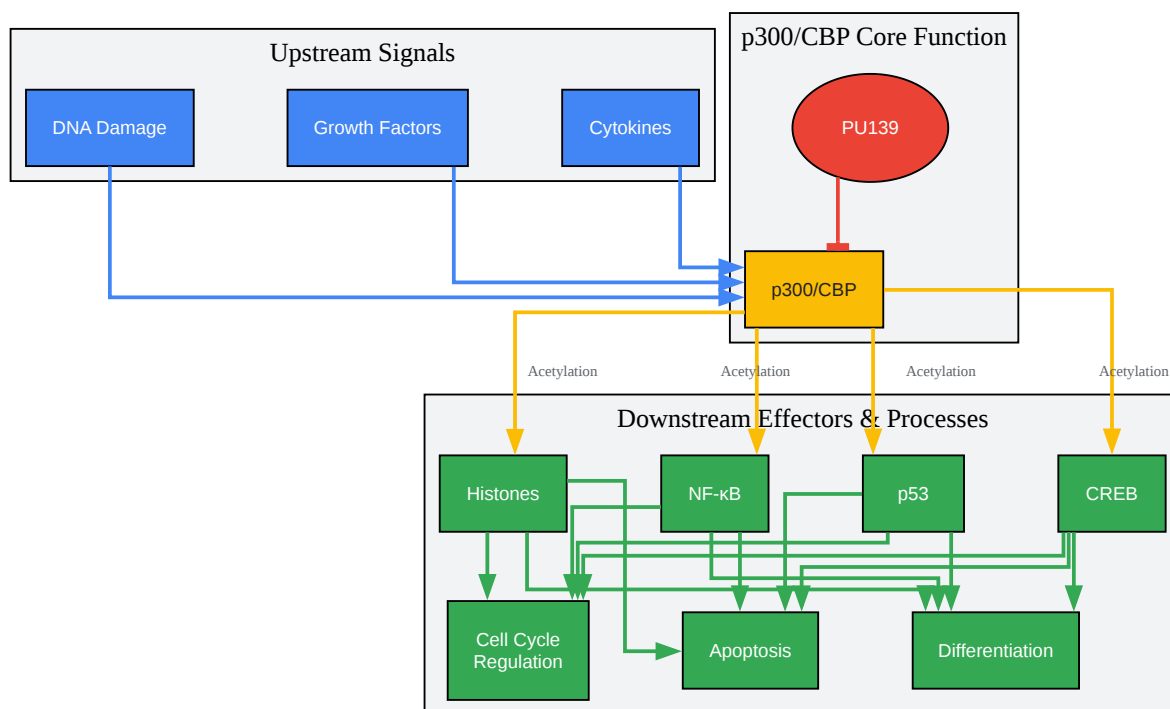 Upstream Signals
p300/CBP Core Function
DNA Damage
Growth Factors
Cytokines
PU139
p300/CBP
Acetylation
Acetylation
Acetylation
Acetylation
Downstream Effectors & Processes
Histones
NF-κB
p53
CREB
Cell Cycle
Regulation
Apoptosis
Differentiation